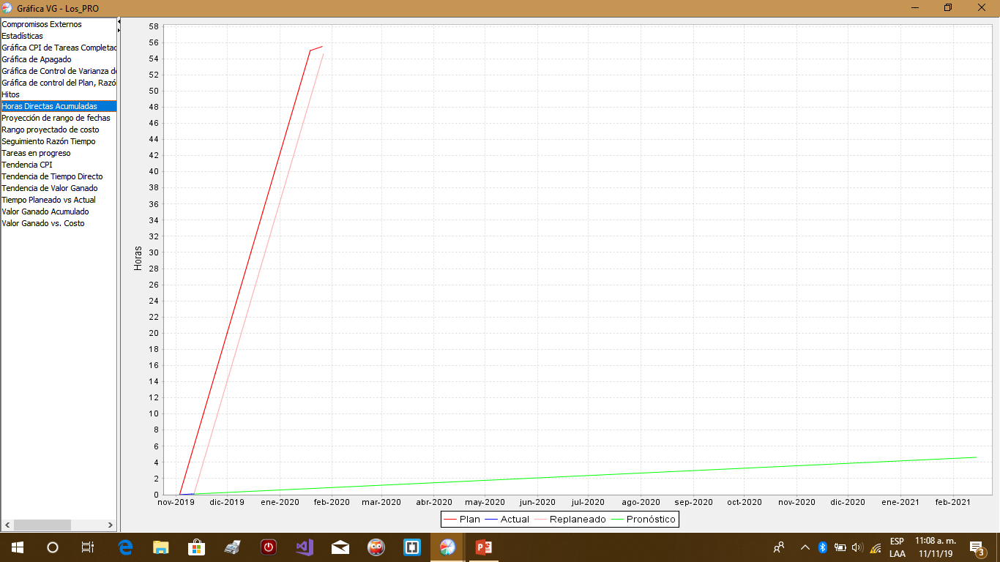 Gráfica VG - Los_PRO
Compromisos Externos
Estadísticas
Gráfica CPI de Tareas Completac
Gráfica de Apagado
Gráfica de Control de Varianza de
Gráfica de control del Plan, Razó
Hitos
Horas Directas Acumuladas
Proyección de rango de fechas
Rango proyectado de costo
Seguimiento Razón Tiempo
Tareas en progreso
Tendencia CPI
Tendencia de Tiempo Directo
Tendencia de Valor Ganado
Tiempo Planeado vs Actual
Valor Ganado Acumulado
Valor Ganado vs. Costo
58
56
54
52
50
48
46
44
42
40
38
36
34
32
30
28
26
24
22
20
18
16
14
12
10
8
6
4
2
0
Horas
nov-2019 dic-2019 ene-2020 feb-2020 mar-2020 abr-2020 may-2020 jun-2020 jul-2020 ago-2020 sep-2020 oct-2020 nov-2020 dic-2020 ene-2021 feb-2021
Plan Actual Replaneado Pronóstico
ESP
LAA
11:08 a. m.
11/11/19
3